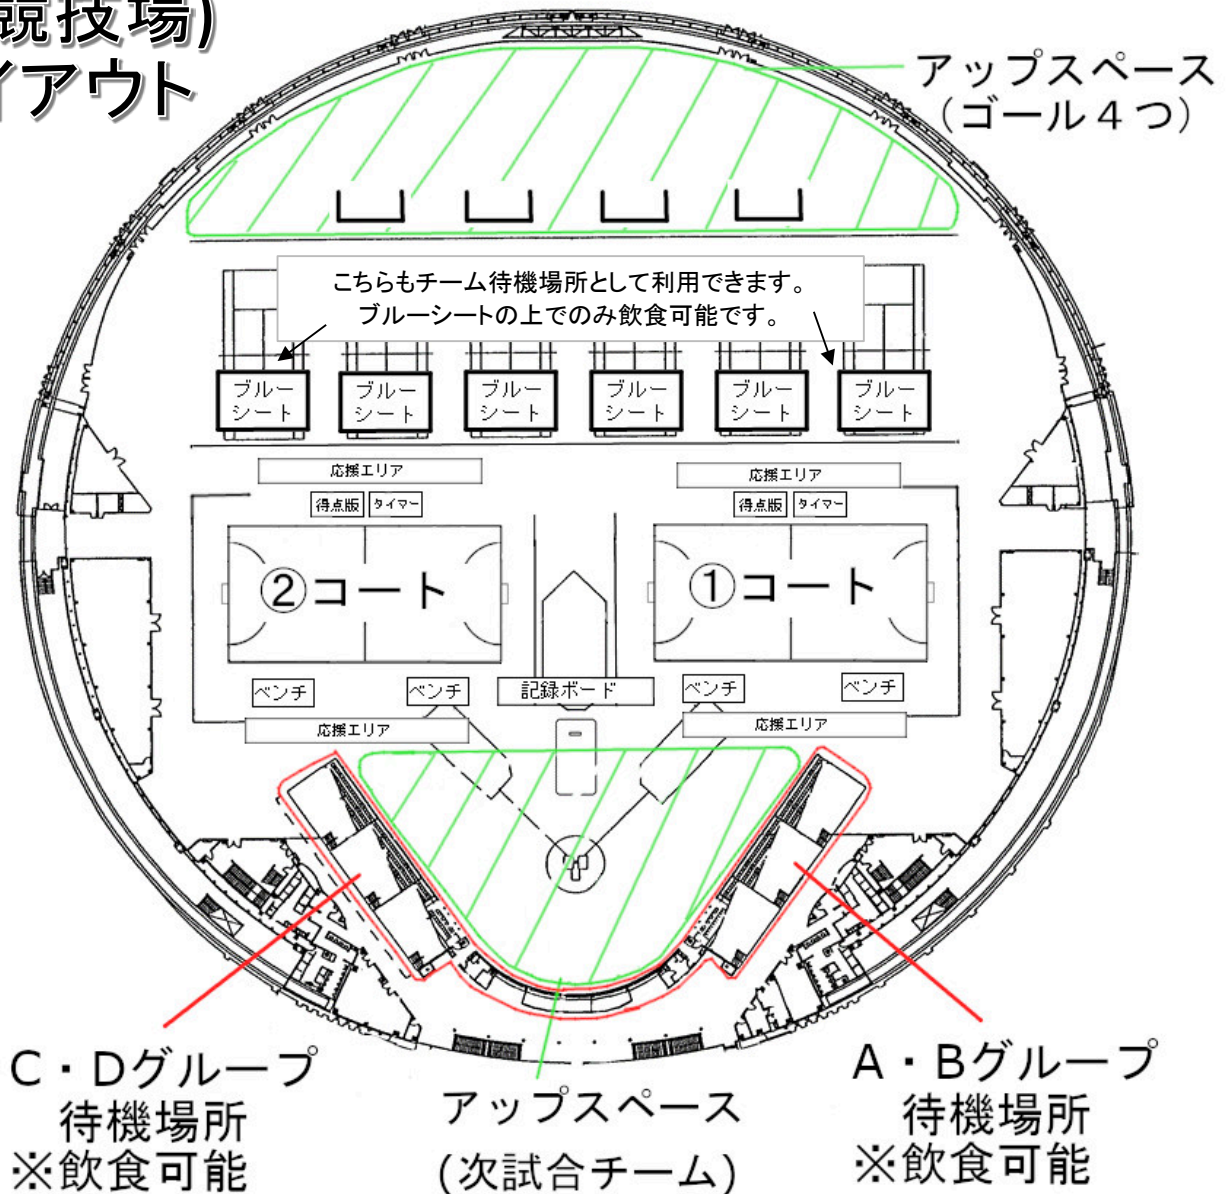 競技場)
イアウト
アップスペース
(ゴール４つ)
こちらもチーム待機場所として利用できます。
ブルーシートの上でのみ飲食可能です。
ブルー
シート
ブルー
シート
ブルー
シート
ブルー
シート
ブルー
シート
ブルー
シート
応援エリア
応援エリア
得点版
タイマー
得点版
タイマー
②コート
①コート
ベンチ
ベンチ
記録ボード
ベンチ
ベンチ
応援エリア
応援エリア
C・Dグループ
待機場所
※飲食可能
アップスペース
(次試合チーム)
A・Bグループ
待機場所
※飲食可能